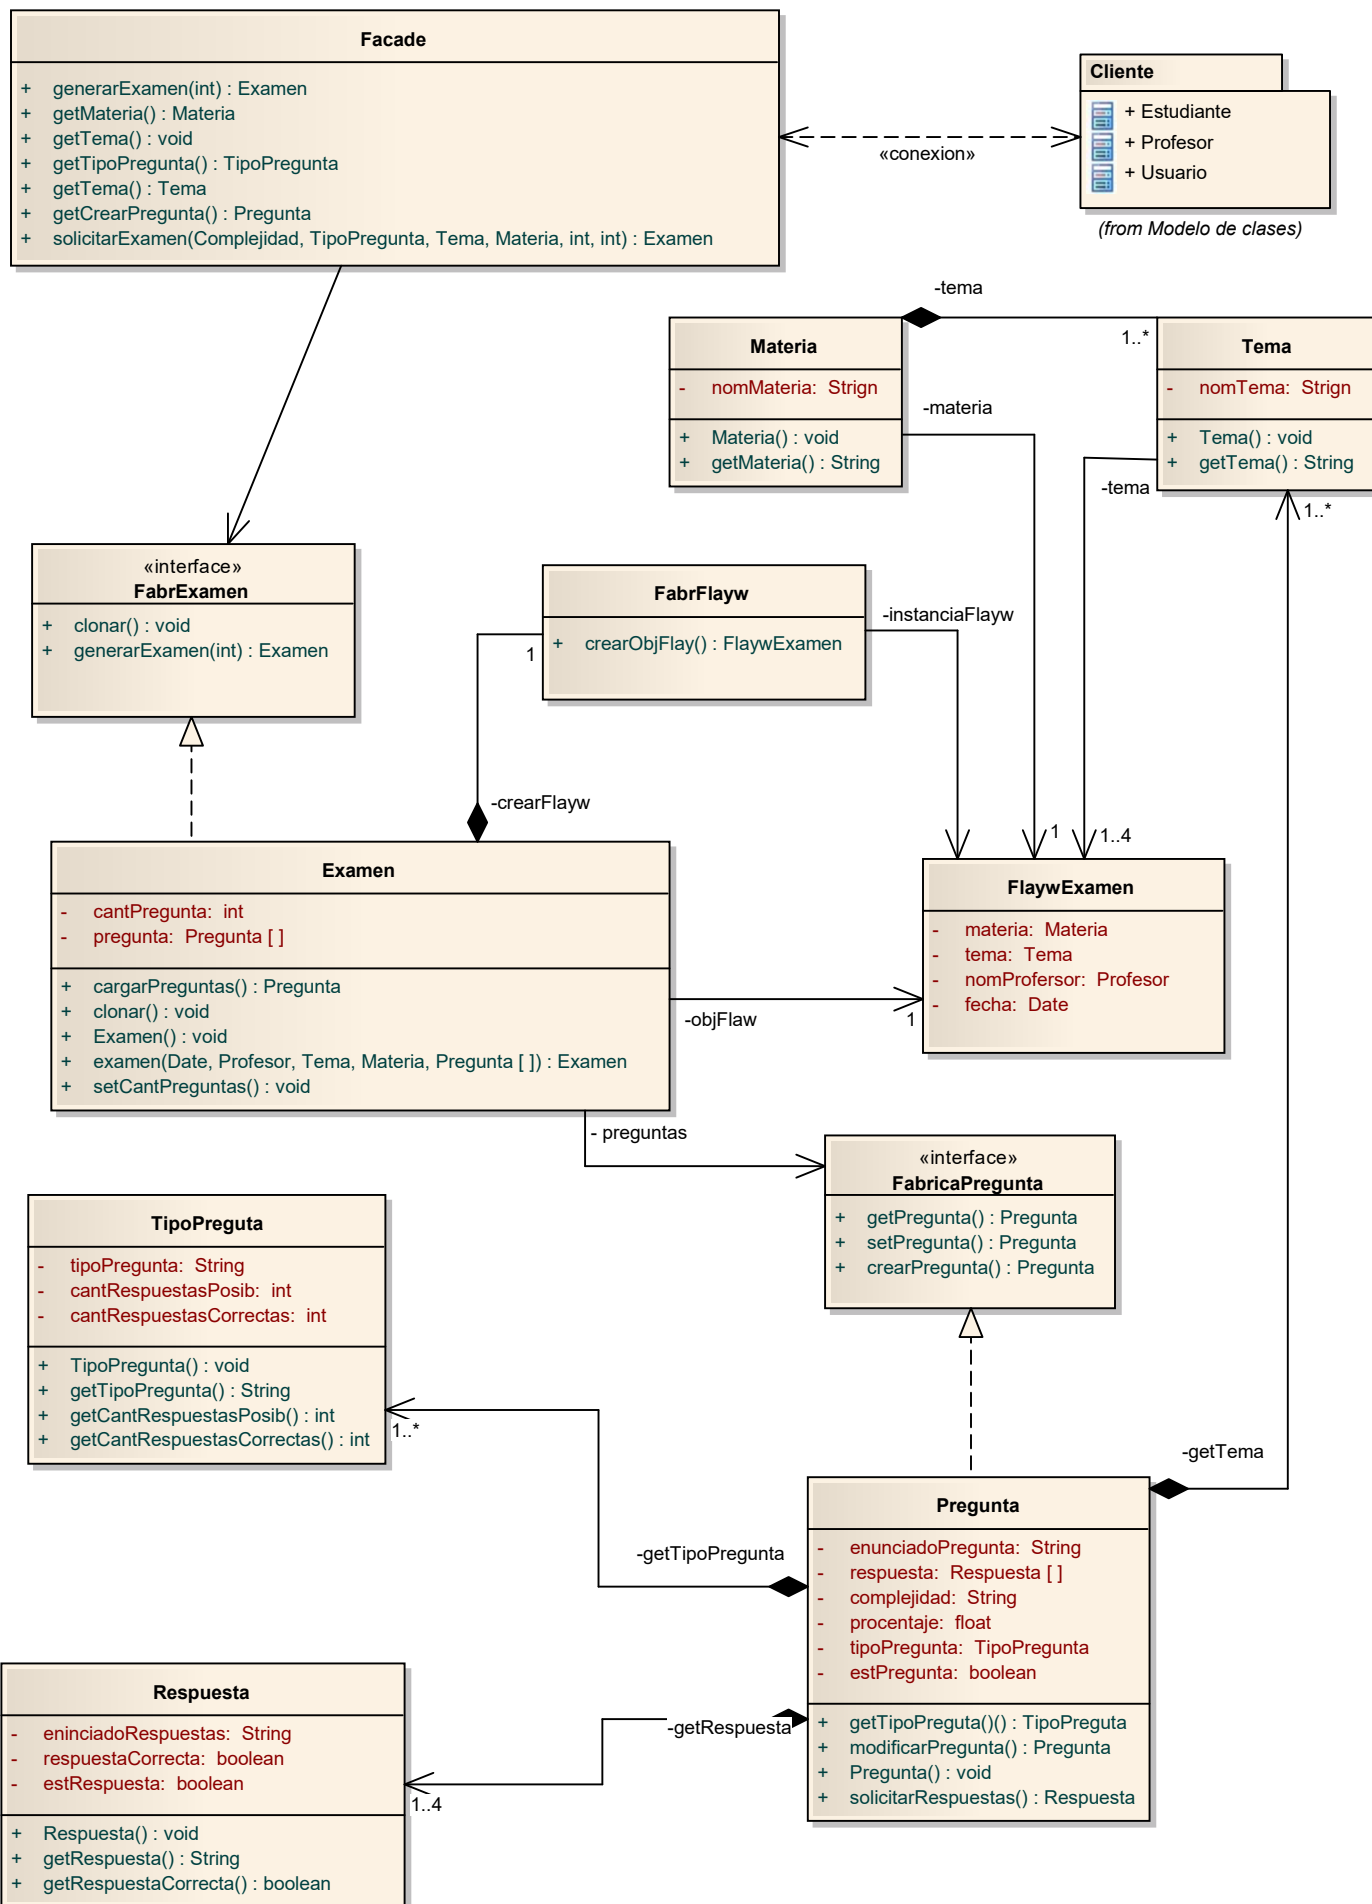 Facade
+ generarExamen(int) : Examen
+ getMateria() : Materia
+ getTema() : void
+ getTipoPregunta() : TipoPregunta
+ getTema() : Tema
+ getCrearPregunta() : Pregunta
+ solicitarExamen(Complejidad, TipoPregunta, Tema, Materia, int, int) : Examen
«conexion»
Cliente
+ Estudiante
+ Profesor
+ Usuario
(from Modelo de clases)
-tema
1..*
Materia
- nomMateria: Strign
+ Materia() : void
+ getMateria() : String
-materia
Tema
- nomTema: Strign
+ Tema() : void
+ getTema() : String
-tema
1..*
«interface»
FabrExamen
+ clonar() : void
+ generarExamen(int) : Examen
FabrFlayw
+ crearObjFlay() : FlaywExamen
-instanciaFlayw
1
-crearFlayw
1
1..4
Examen
- cantPregunta: int
- pregunta: Pregunta [ ]
+ cargarPreguntas() : Pregunta
+ clonar() : void
+ Examen() : void
+ examen(Date, Profesor, Tema, Materia, Pregunta [ ]) : Examen
+ setCantPreguntas() : void
FlaywExamen
- materia: Materia
- tema: Tema
- nomProfersor: Profesor
- fecha: Date
-objFlaw
1
- preguntas
«interface»
FabricaPregunta
+ getPregunta() : Pregunta
+ setPregunta() : Pregunta
+ crearPregunta() : Pregunta
TipoPreguta
- tipoPregunta: String
- cantRespuestasPosib: int
- cantRespuestasCorrectas: int
+ TipoPregunta() : void
+ getTipoPregunta() : String
+ getCantRespuestasPosib() : int
+ getCantRespuestasCorrectas() : int
1..*
-getTema
-getTipoPregunta
Pregunta
- enunciadoPregunta: String
- respuesta: Respuesta [ ]
- complejidad: String
- procentaje: float
- tipoPregunta: TipoPregunta
- estPregunta: boolean
+ getTipoPreguta()() : TipoPreguta
+ modificarPregunta() : Pregunta
+ Pregunta() : void
+ solicitarRespuestas() : Respuesta
-getRespuesta
1..4
Respuesta
- eninciadoRespuestas: String
- respuestaCorrecta: boolean
- estRespuesta: boolean
+ Respuesta() : void
+ getRespuesta() : String
+ getRespuestaCorrecta() : boolean